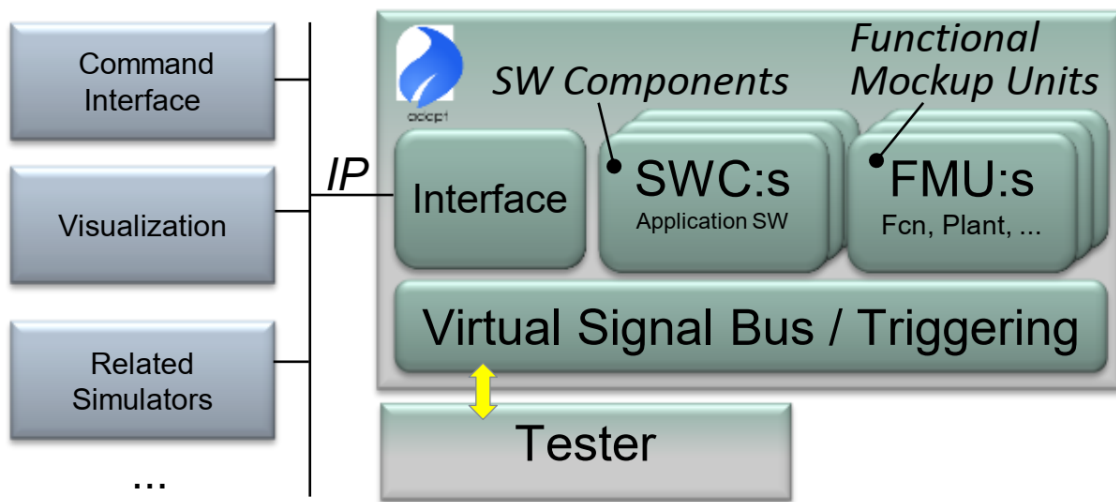 Command
Interface
Visualization
Related
Simulators
...
IP
adapt
SW Components
Functional
Mockup Units
Interface
SWC:s
Application SW
FMU:s
Fcn, Plant, ...
Virtual Signal Bus / Triggering
Tester